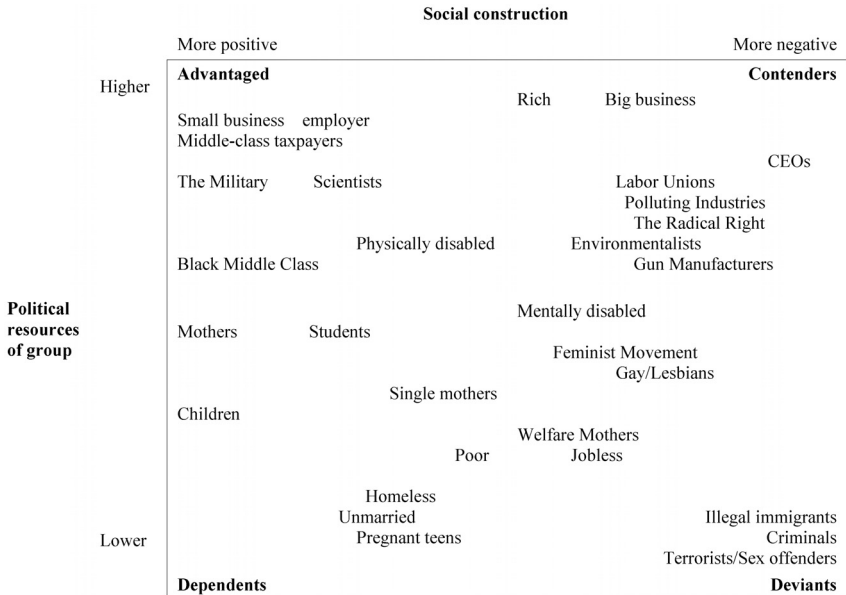 Social construction
More positive More negative
Higher Advantaged Contenders
Rich Big business
Small business employer
Middle-class taxpayers
CEOs
The Military Scientists Labor Unions
Polluting Industries
The Radical Right
Physically disabled Environmentalists
Black Middle Class Gun Manufacturers
Political
resources
of group
Mentally disabled
Mothers Students
Feminist Movement
Gay/Lesbians
Single mothers
Children
Welfare Mothers
Poor Jobless
Homeless
Unmarried Illegal immigrants
Lower Pregnant teens Criminals
Terrorists/Sex offenders
Dependents Deviants